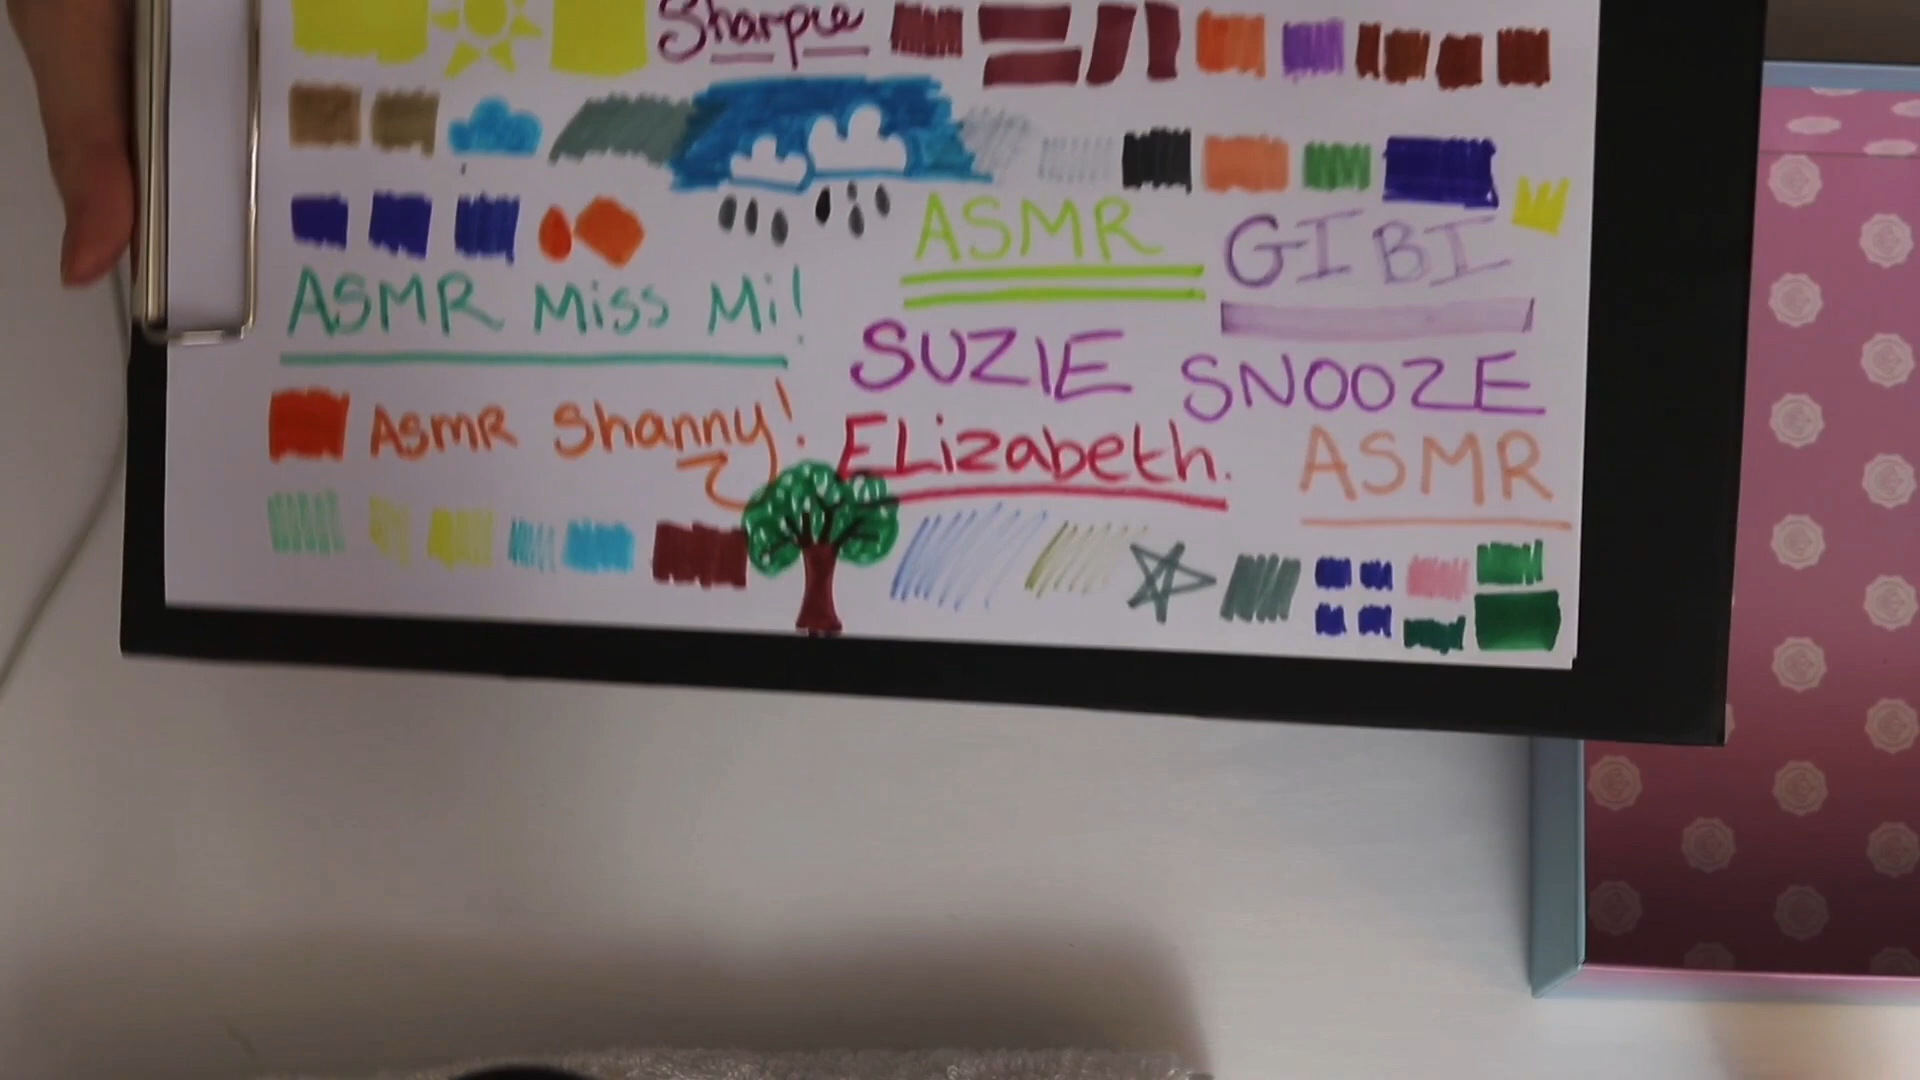 Sharpie
ASMR GIBI
ASMR Miss Mi!
SUZIE SNOOZE
ASMR Shanny!
ELizabeth. ASMR